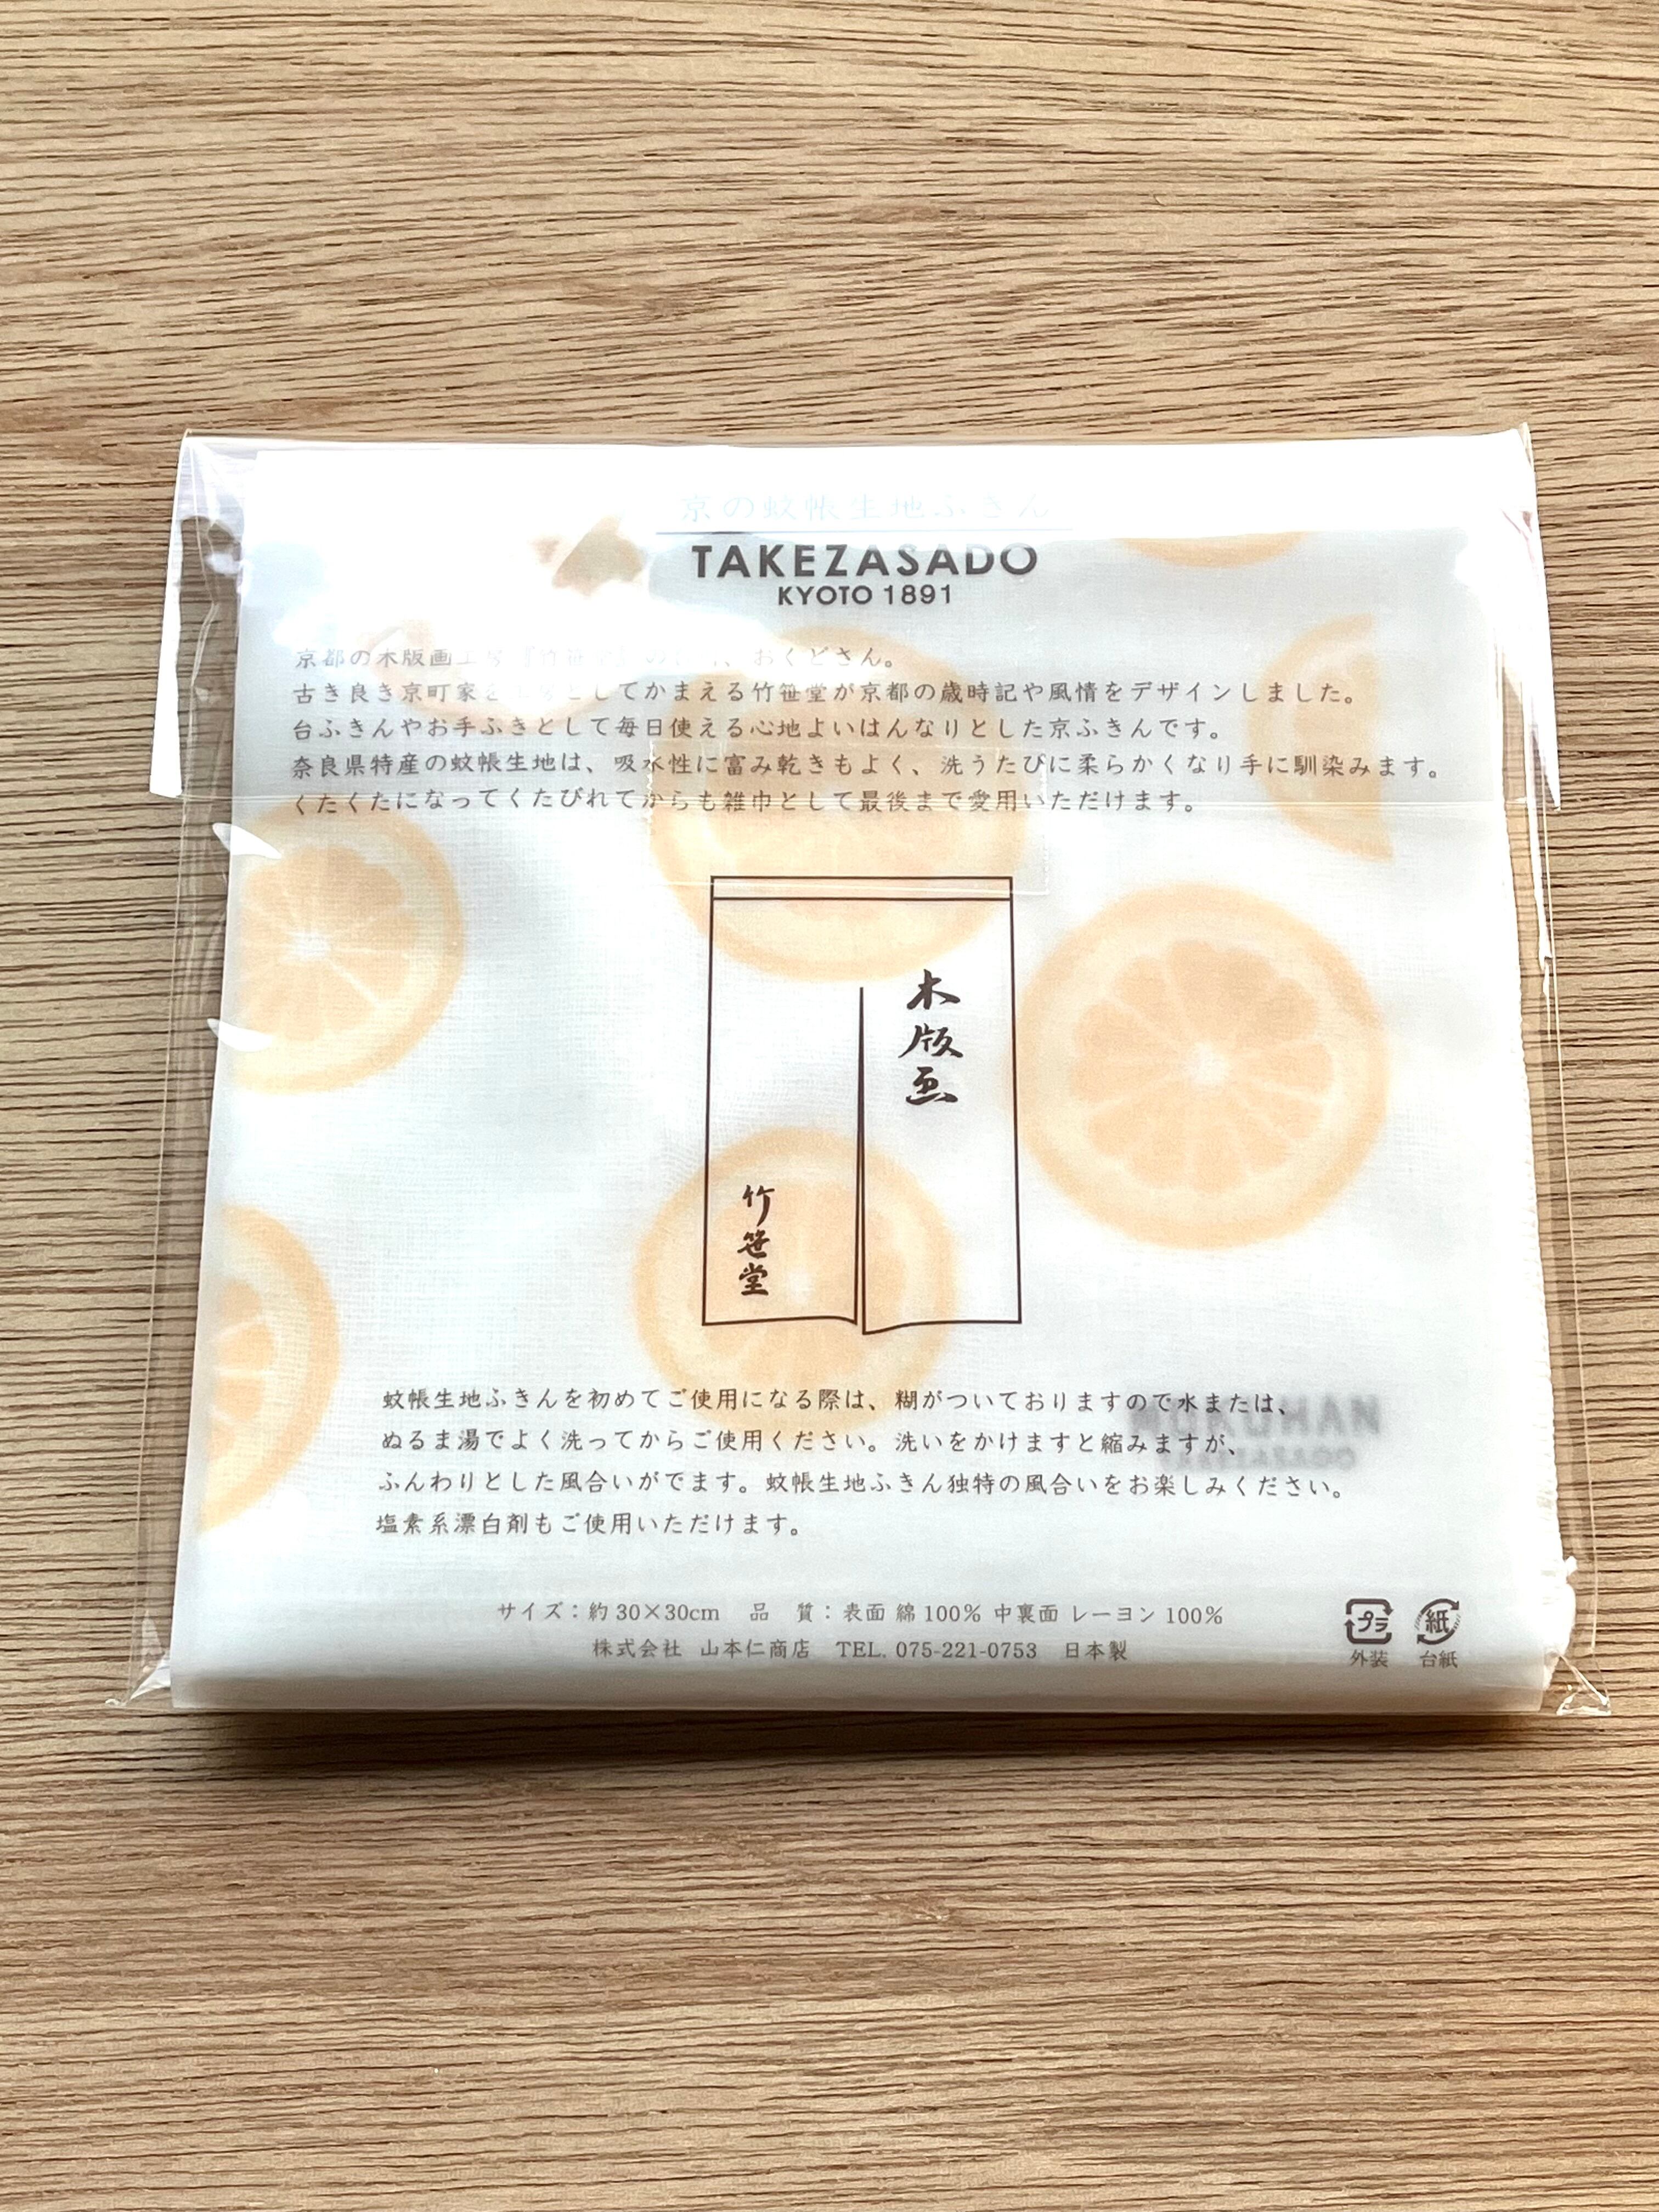 京の蚊帳生地ふきん
TAKEZASADO
KYOTO 1891
京都の木版画工房『竹笹堂』の 、おくどさん。
古き良き京町家を工房としてかまえる竹笹堂が京都の歳時記や風情をデザインしました。
台ふきんやお手ふきとして毎日使える心地よいはんなりとした京ふきんです。
奈良県特産の蚊帳生地は、吸水性に富み乾きもよく、洗うたびに柔らかくなり手に馴染みます。
くたくたになってくたびれてからも雑巾として最後まで愛用いただけます。
木版画
竹笹堂
蚊帳生地ふきんを初めてご使用になる際は、糊がついておりますので水または、
ぬるま湯でよく洗ってからご使用ください。洗いをかけますと縮みますが、
ふんわりとした風合いがでます。蚊帳生地ふきん独特の風合いをお楽しみください。
塩素系漂白剤もご使用いただけます。
サイズ：約30×30cm 品 質：表面 綿100% 中裏面 レーヨン100%
株式会社 山本仁商店 TEL. 075-221-0753 日本製
プラ 紙
外装 台紙